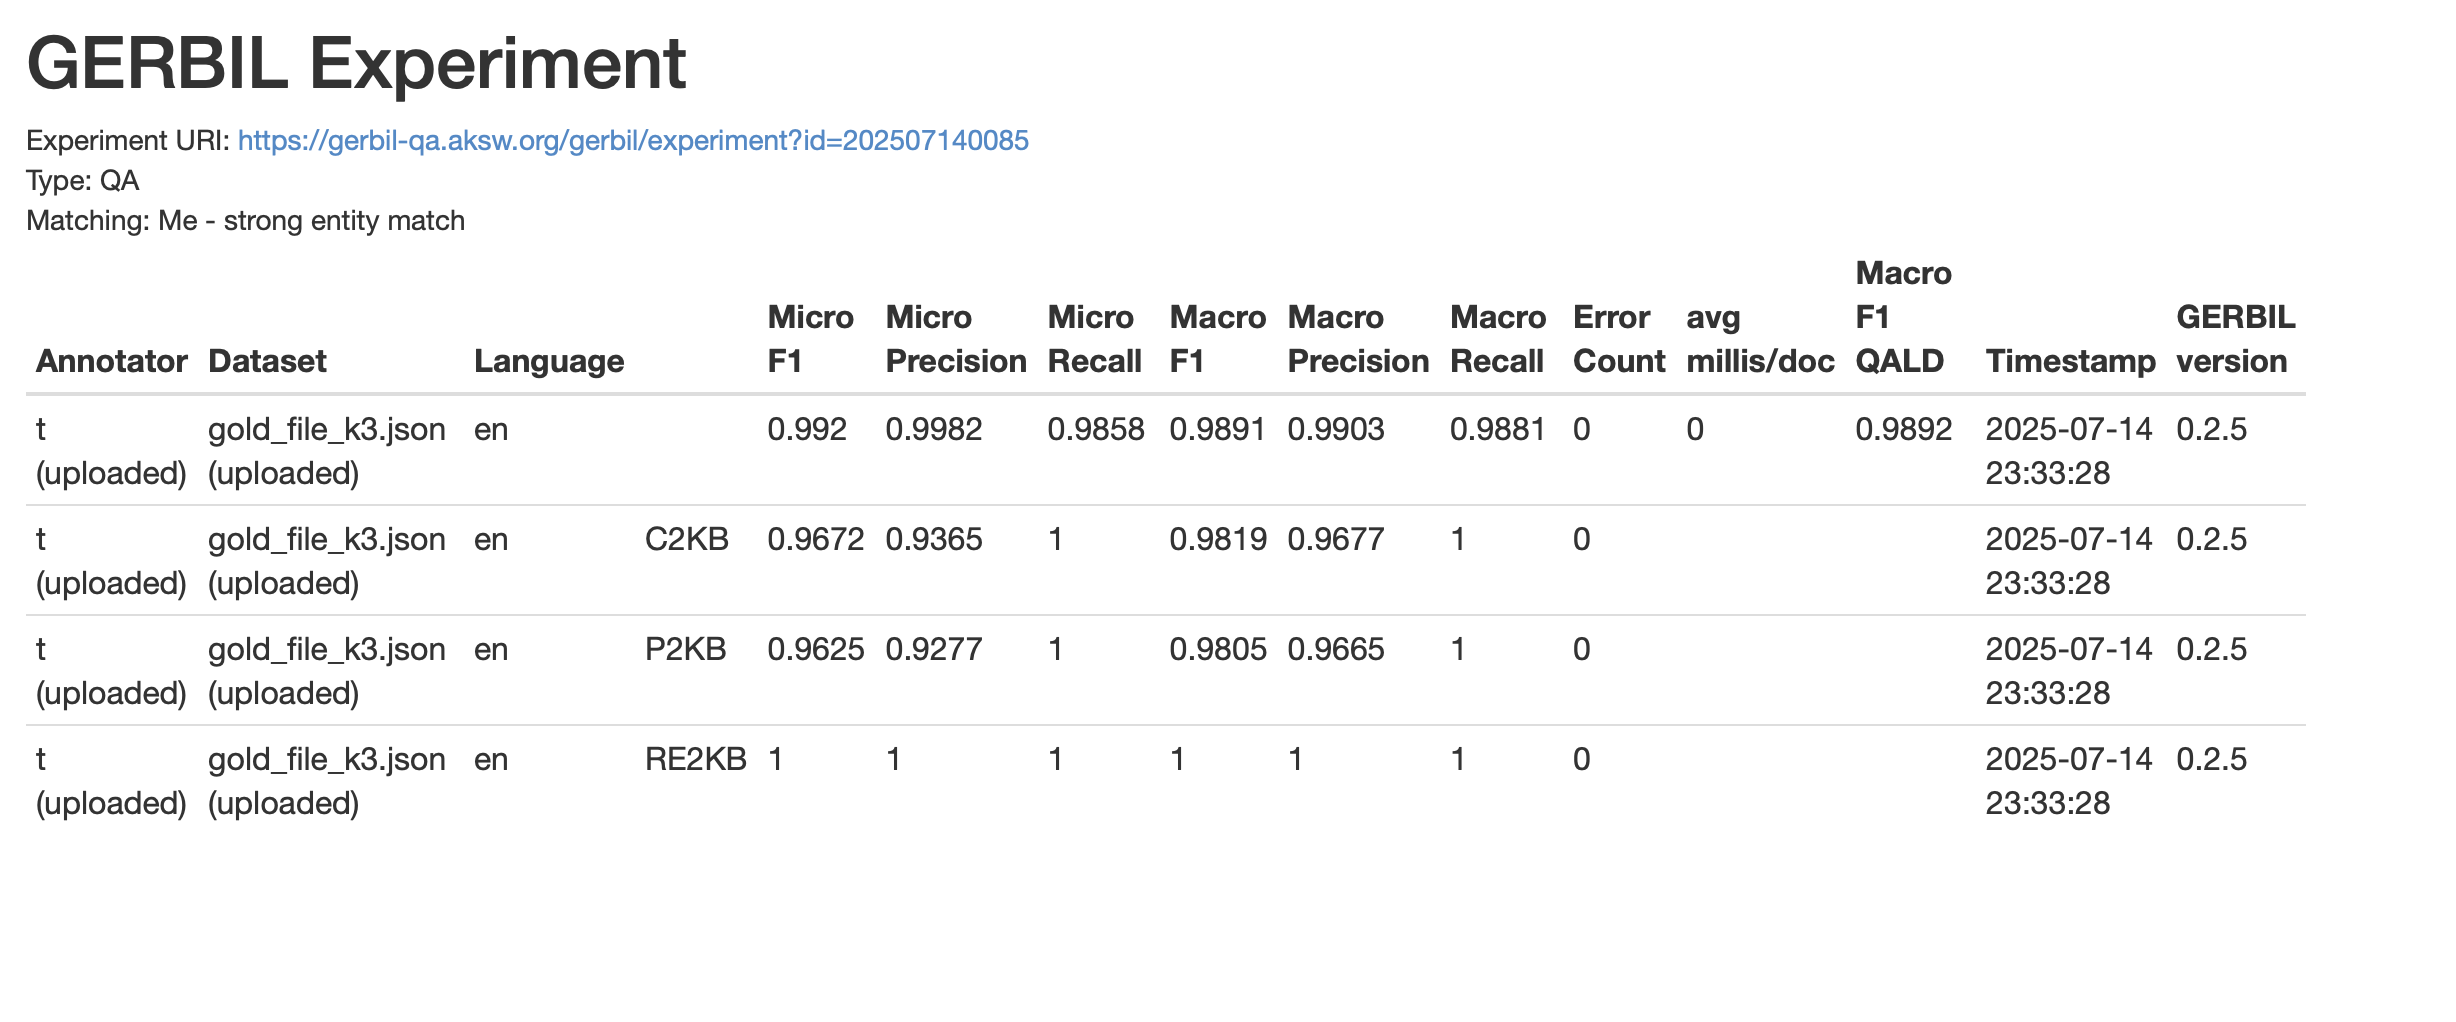 GERBIL Experiment
Experiment URI: https://gerbil-qa.aksw.org/gerbil/experiment?id=202507140085
Type: QA
Matching: Me - strong entity match
Annotator Dataset Language Micro F1 Micro Precision Micro Recall Macro F1 Macro Precision Macro Recall Error Count avg millis/doc Macro F1 QALD Timestamp GERBIL version
t gold_file_k3.json en 0.992 0.9982 0.9858 0.9891 0.9903 0.9881 0 0 0.9892 2025-07-14 0.2.5
(uploaded) (uploaded) 23:33:28
t gold_file_k3.json en C2KB 0.9672 0.9365 1 0.9819 0.9677 1 0 2025-07-14 0.2.5
(uploaded) (uploaded) 23:33:28
t gold_file_k3.json en P2KB 0.9625 0.9277 1 0.9805 0.9665 1 0 2025-07-14 0.2.5
(uploaded) (uploaded) 23:33:28
t gold_file_k3.json en RE2KB 1 1 1 1 1 1 0 2025-07-14 0.2.5
(uploaded) (uploaded) 23:33:28